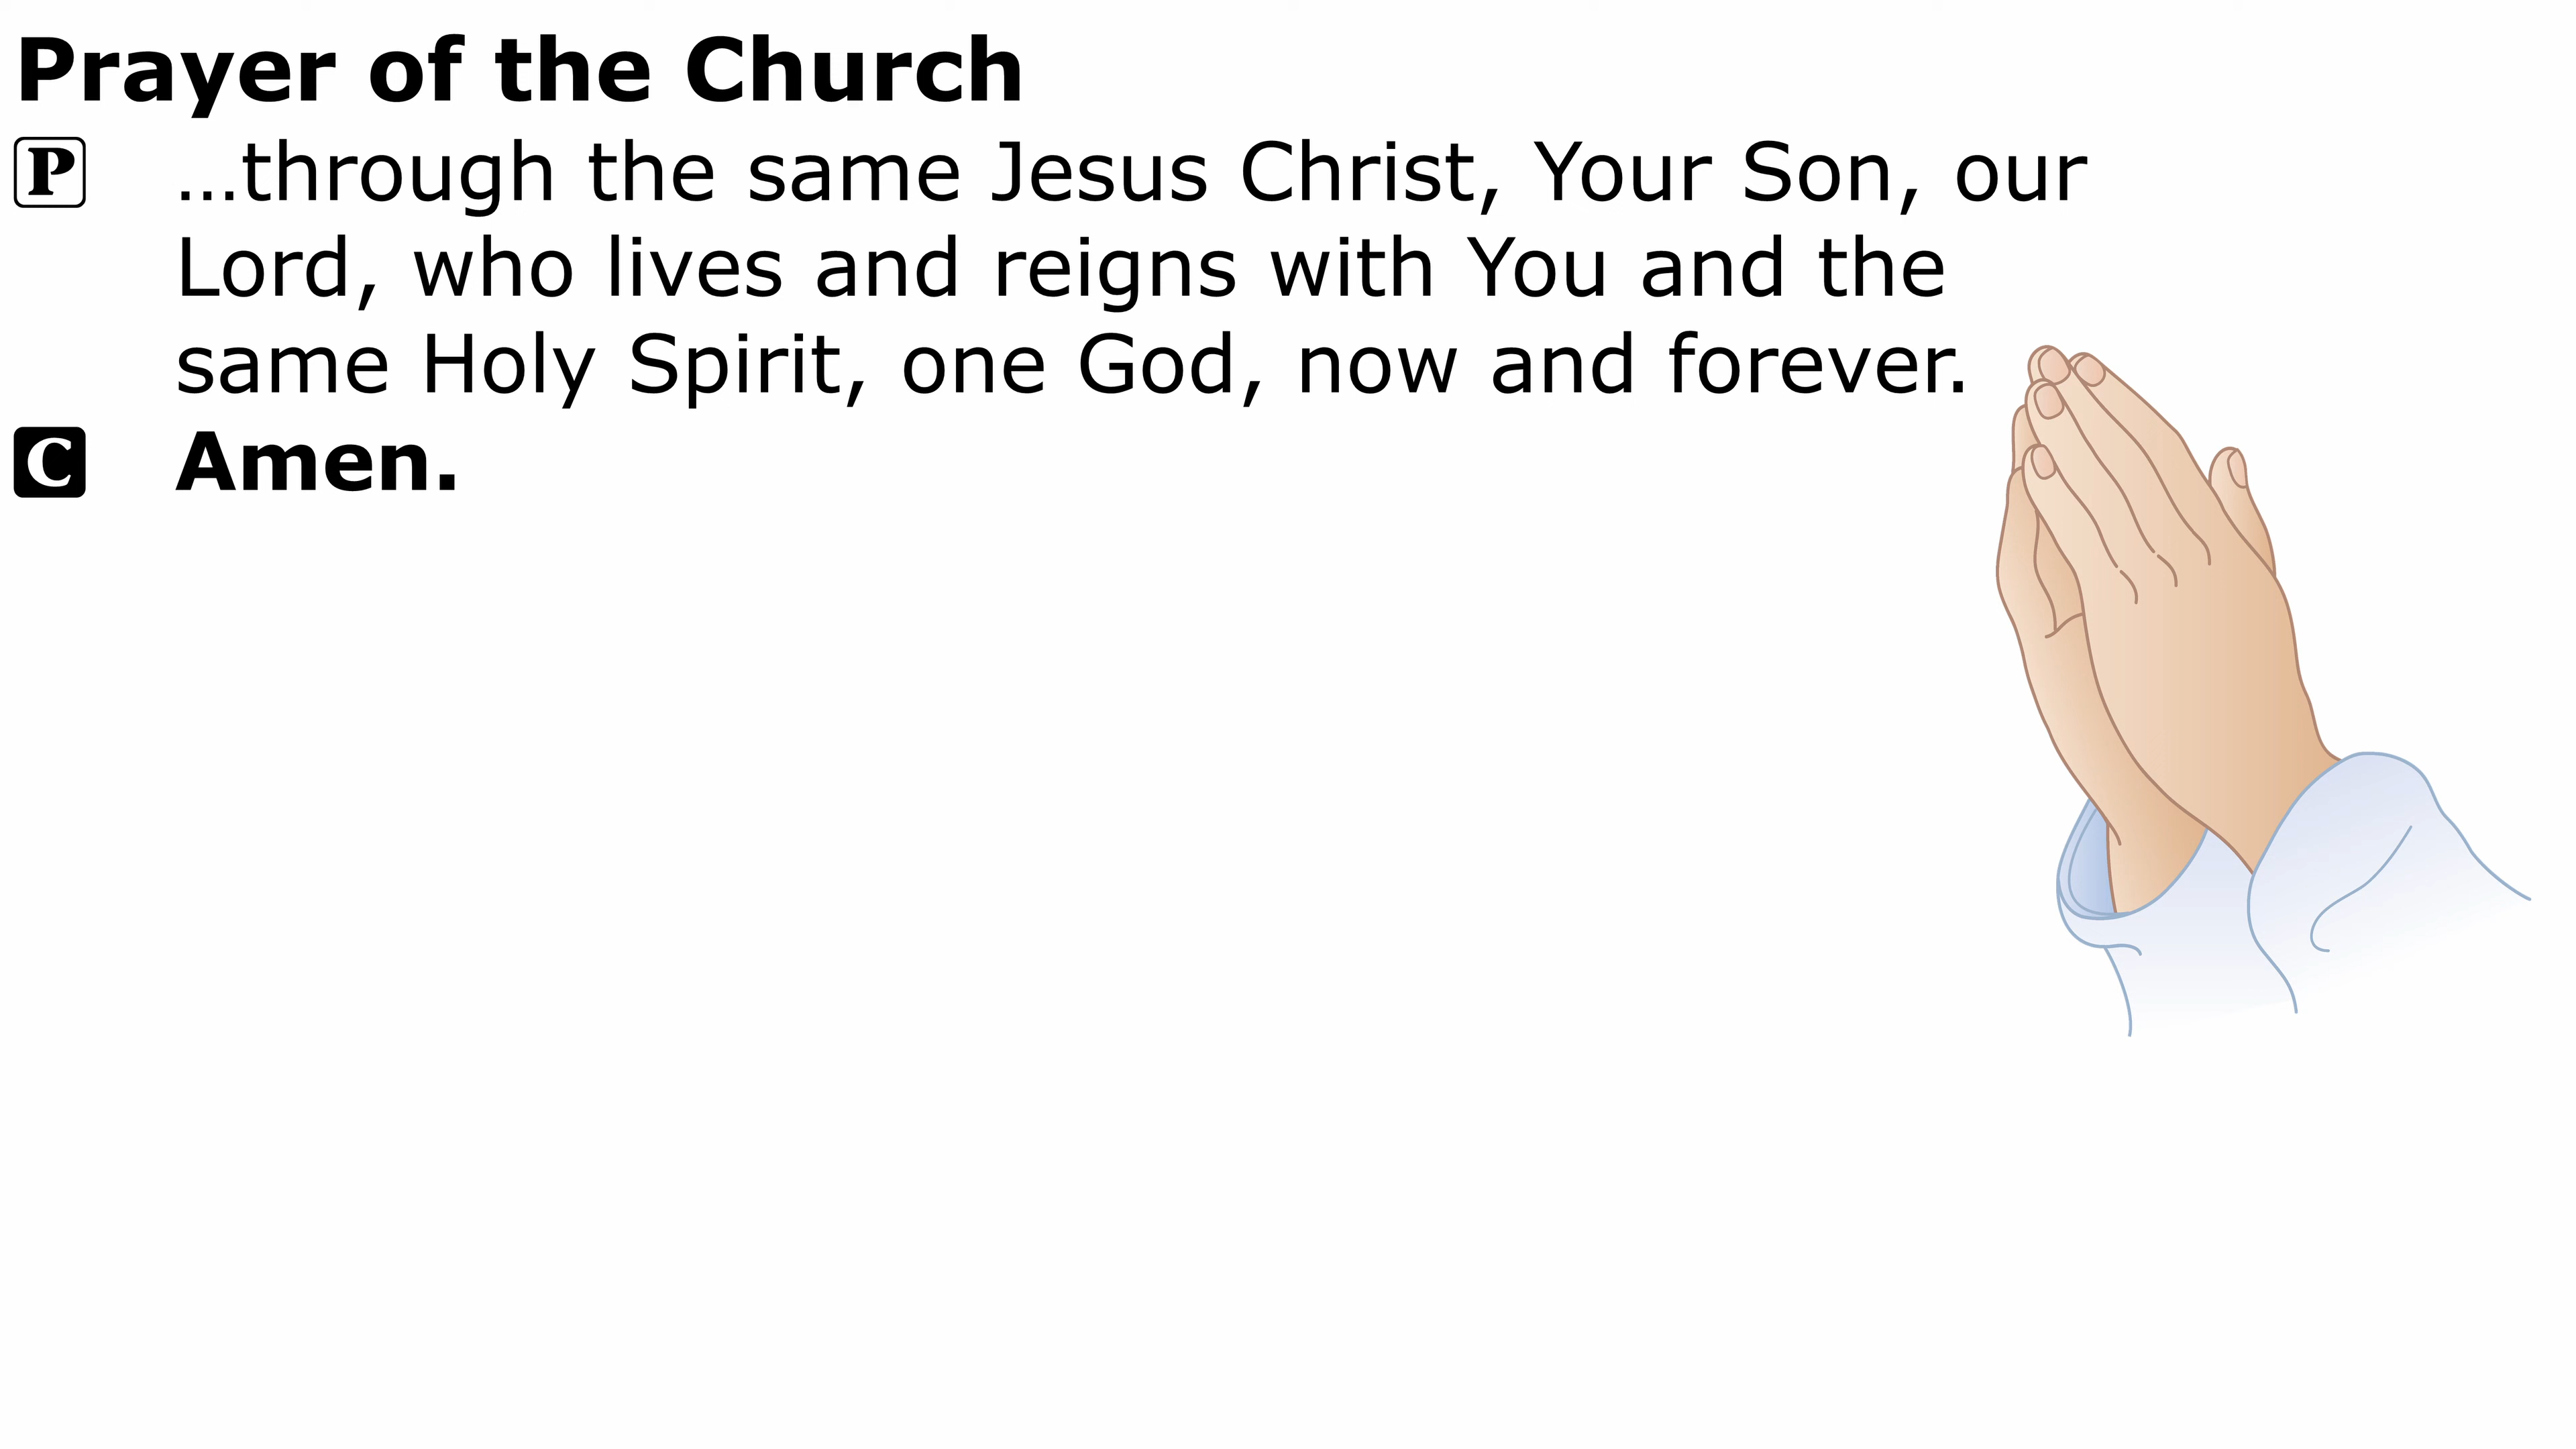 Prayer of the Church
P …through the same Jesus Christ, Your Son, our
Lord, who lives and reigns with You and the
same Holy Spirit, one God, now and forever.
C Amen.